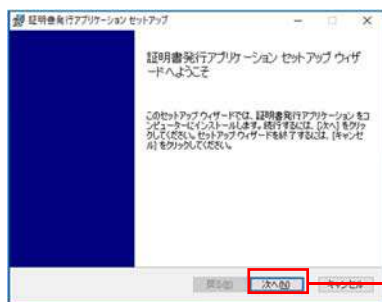 証明書発行アプリケーション セットアップ
証明書発行アプリケーション セットアップ ウィザ
ードへようこそ
このセットアップ ウィザードでは、証明書発行アプリケーション をコ
ンピューターにインストールします。続行するには、[次へ] をクリッ
クしてください。セットアップ ウィザードを終了するには、[キャンセ
ル] をクリックしてください。
戻る(B) 次へ(N) キャンセル